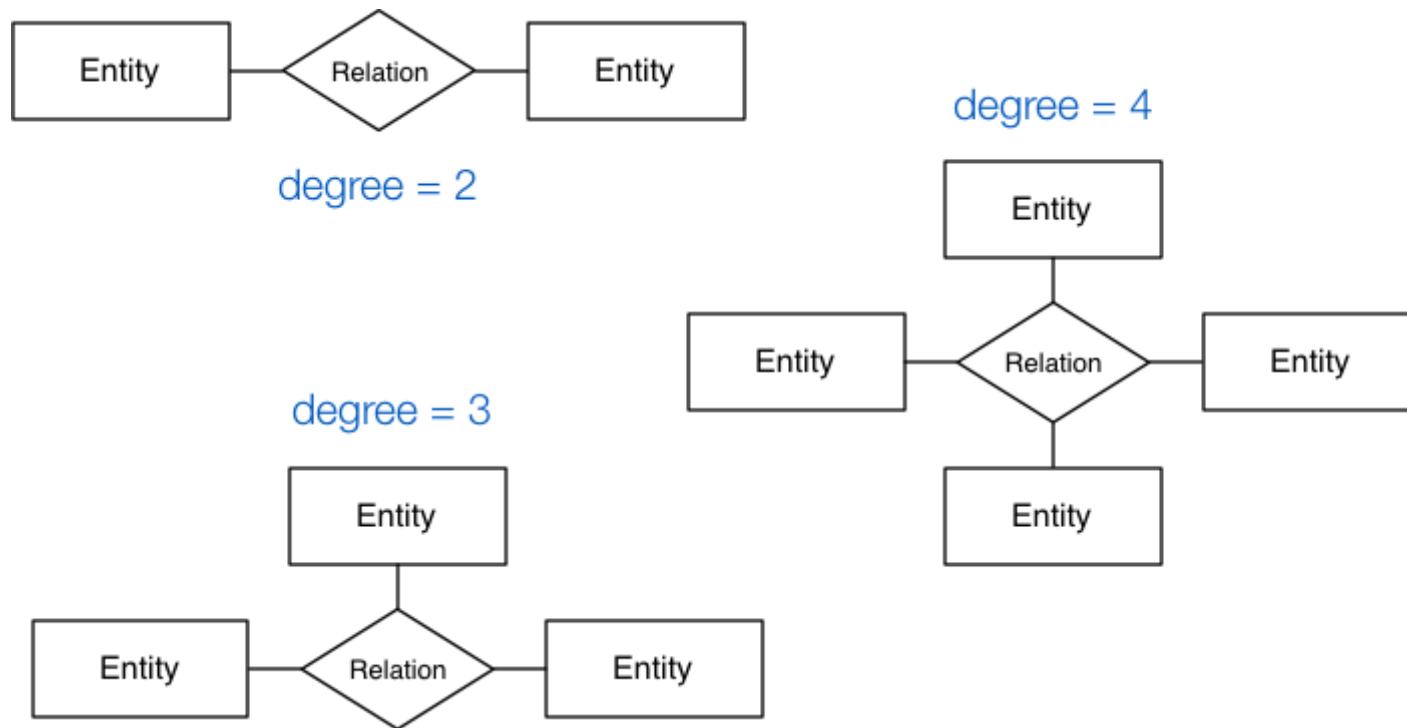 Entity
Relation
Entity
degree = 2
degree = 4
Entity
Entity
Relation
Entity
Entity
degree = 3
Entity
Entity
Relation
Entity